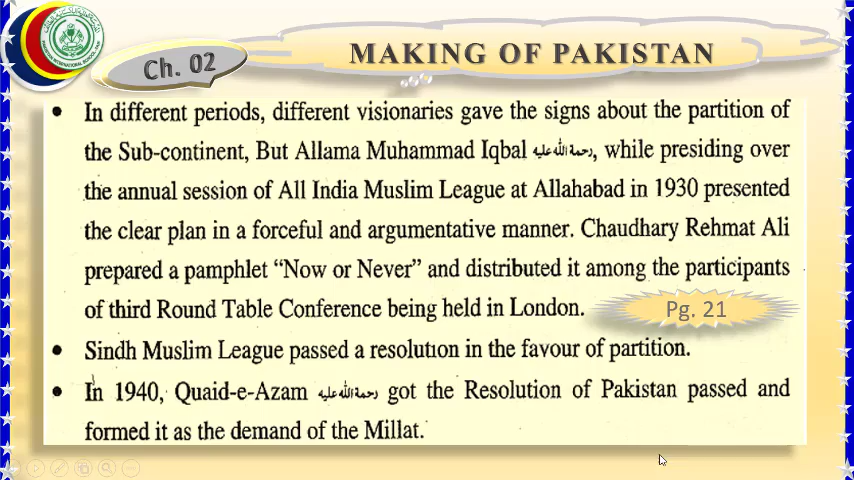 Ch. 02
MAKING OF PAKISTAN
• In different periods, different visionaries gave the signs about the partition of
the Sub-continent, But Allama Muhammad Iqbal رحمۃ اللہ علیہ, while presiding over
the annual session of All India Muslim League at Allahabad in 1930 presented
the clear plan in a forceful and argumentative manner. Chaudhary Rehmat Ali
prepared a pamphlet “Now or Never” and distributed it among the participants
of third Round Table Conference being held in London.
Pg. 21
• Sindh Muslim League passed a resolution in the favour of partition.
• In 1940, Quaid-e-Azam رحمۃ اللہ علیہ got the Resolution of Pakistan passed and
formed it as the demand of the Millat.